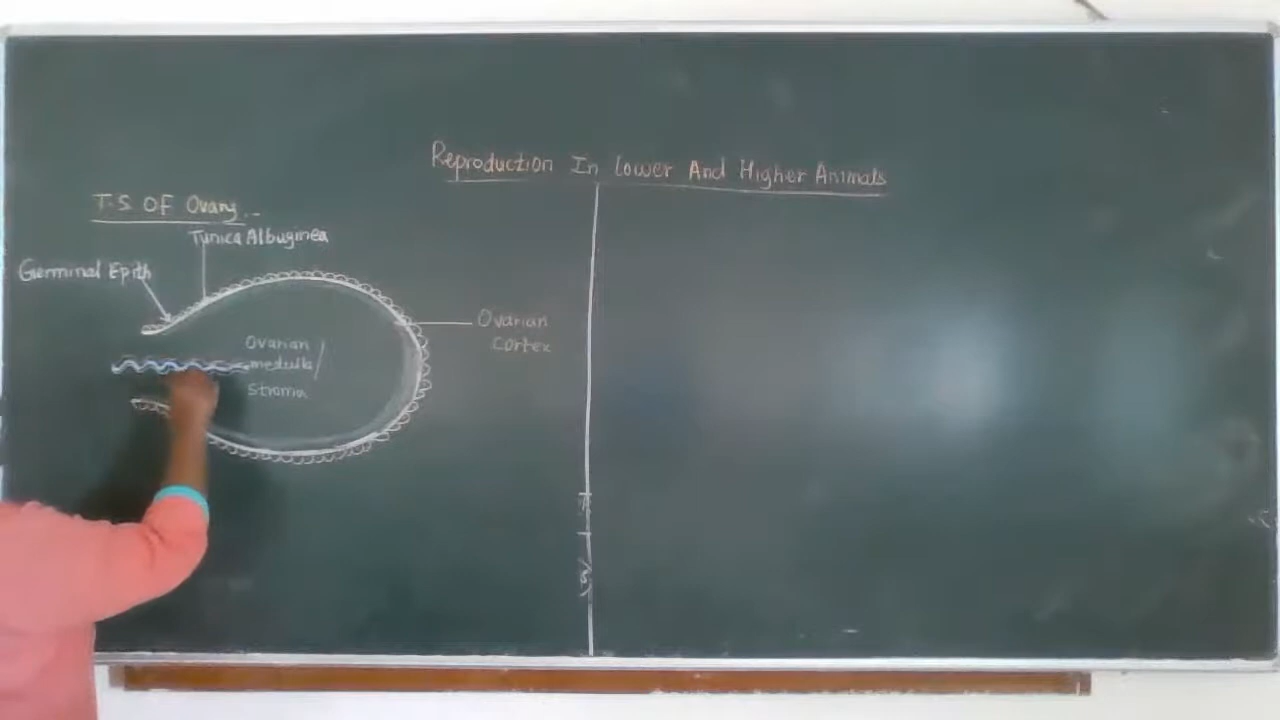 Reproduction In Lower And Higher Animals
T.S. OF Ovary
Tunica Albuginea
Germinal Epith
Ovarian
Cortex
Ovarian
medulla/
Stroma